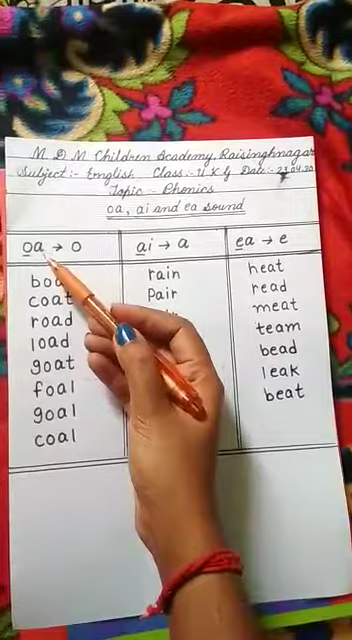 M. D M Children Academy, Raisinghnagar
Subject:- English Class:- U.K.G Date:- 23.04.20
Topic:- Phonics
oa, ai and ea sound
oa → o ai → a ea → e
rain heat
coat Pair read
road meat
load team
goat bead
foal leak
goal beat
coal